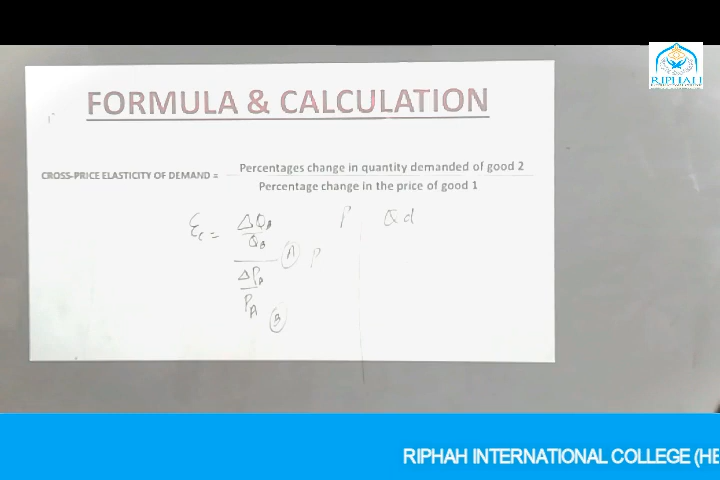 RIPHAH
FORMULA & CALCULATION
CROSS-PRICE ELASTICITY OF DEMAND =
Percentages change in quantity demanded of good 2
Percentage change in the price of good 1
Ec =
ΔQB
QB
ΔPA
PA
A
B
P Qd
P
RIPHAH INTERNATIONAL COLLEGE (HE